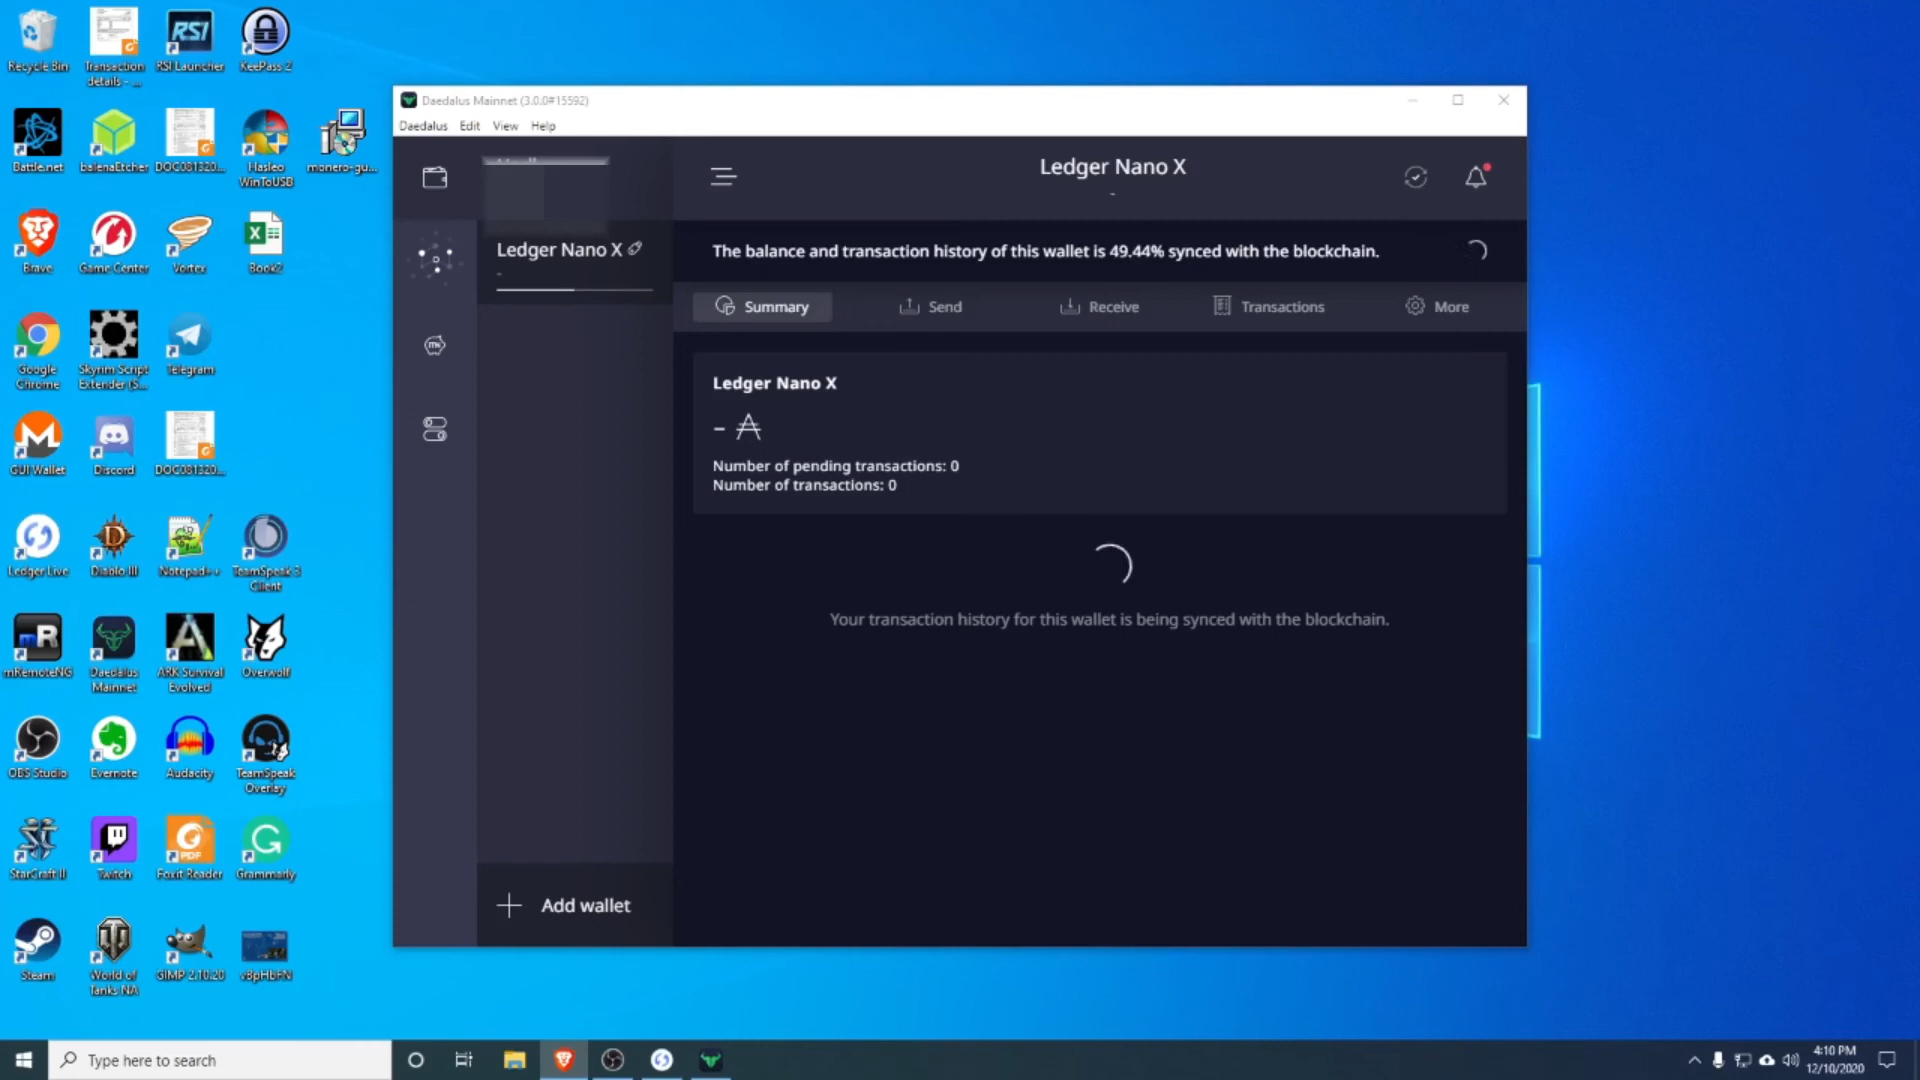 Recycle Bin
Transaction
details - ...
RSI
RSI Launcher
KeePass 2
Battle.net
balenaEtcher
DOC081320...
Hasleo
WinToUSB
monero-gu...
Brave
Game Center
Vortex
Book2
Google
Chrome
Skyrim Script
Extender (S...
Telegram
GUI Wallet
Discord
DOC081320...
Ledger Live
Diablo III
Notepad++
TeamSpeak 3
Client
mR
mRemoteNG
Daedalus
Mainnet
ARK Survival
Evolved
Overwolf
OBS Studio
Evernote
Audacity
TeamSpeak
Overlay
StarCraft II
Twitch
PDF
Foxit Reader
Grammarly
Steam
World of
Tanks NA
GIMP 2.10.20
Daedalus Mainnet (3.0.0#15592)
Daedalus Edit View Help
Ledger Nano X
-
Ledger Nano X
-
The balance and transaction history of this wallet is 49.44% synced with the blockchain.
Summary Send Receive Transactions More
Ledger Nano X
- ₳
Number of pending transactions: 0
Number of transactions: 0
Your transaction history for this wallet is being synced with the blockchain.
Add wallet
Type here to search
4:10 PM
12/10/2020